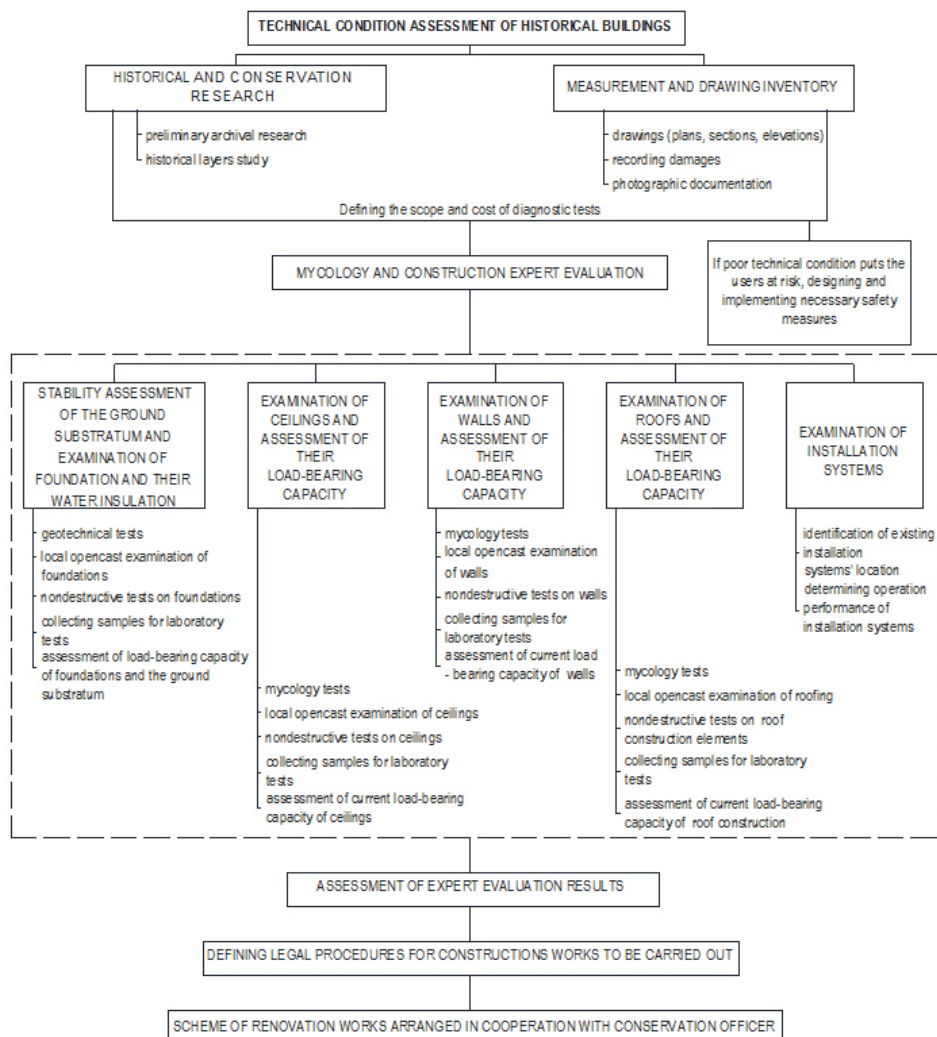 TECHNICAL CONDITION ASSESSMENT OF HISTORICAL BUILDINGS
HISTORICAL AND CONSERVATION
RESEARCH
preliminary archival research
historical layers study
MEASUREMENT AND DRAWING INVENTORY
drawings (plans, sections, elevations)
recording damages
photographic documentation
Defining the scope and cost of diagnostic tests
MYCOLOGY AND CONSTRUCTION EXPERT EVALUATION
If poor technical condition puts the
users at risk, designing and
implementing necessary safety
measures
STABILITY ASSESSMENT
OF THE GROUND
SUBSTRATUM AND
EXAMINATION OF
FOUNDATION AND THEIR
WATER INSULATION
geotechnical tests
local opencast examination of
foundations
nondestructive tests on foundations
collecting samples for laboratory
tests
assessment of load-bearing capacity
of foundations and the ground
substratum
EXAMINATION OF
CEILINGS AND
ASSESSMENT OF
THEIR
LOAD-BEARING
CAPACITY
mycology tests
local opencast examination of ceilings
nondestructive tests on ceilings
collecting samples for laboratory
tests
assessment of current load-bearing
capacity of ceilings
EXAMINATION OF
WALLS AND
ASSESSMENT OF
THEIR
LOAD-BEARING
CAPACITY
mycology tests
local opencast examination
of walls
nondestructive tests on walls
collecting samples for
laboratory tests
assessment of current load
- bearing capacity of walls
EXAMINATION OF
ROOFS AND
ASSESSMENT OF
THEIR
LOAD-BEARING
CAPACITY
mycology tests
local opencast examination of roofing
nondestructive tests on roof
construction elements
collecting samples for laboratory
tests
assessment of current load-bearing
capacity of roof construction
EXAMINATION OF
INSTALLATION
SYSTEMS
identification of existing
installation
systems' location
determining operation
performance of
installation systems
ASSESSMENT OF EXPERT EVALUATION RESULTS
DEFINING LEGAL PROCEDURES FOR CONSTRUCTIONS WORKS TO BE CARRIED OUT
SCHEME OF RENOVATION WORKS ARRANGED IN COOPERATION WITH CONSERVATION OFFICER